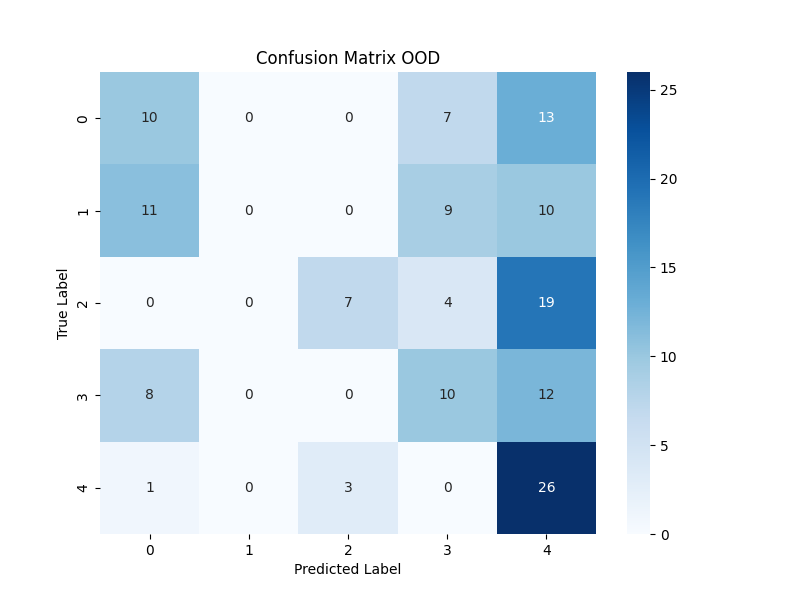 Confusion Matrix OOD
True Label
0 10 0 0 7 13
1 11 0 0 9 10
2 0 0 7 4 19
3 8 0 0 10 12
4 1 0 3 0 26
0 1 2 3 4
Predicted Label
25
20
15
10
5
0